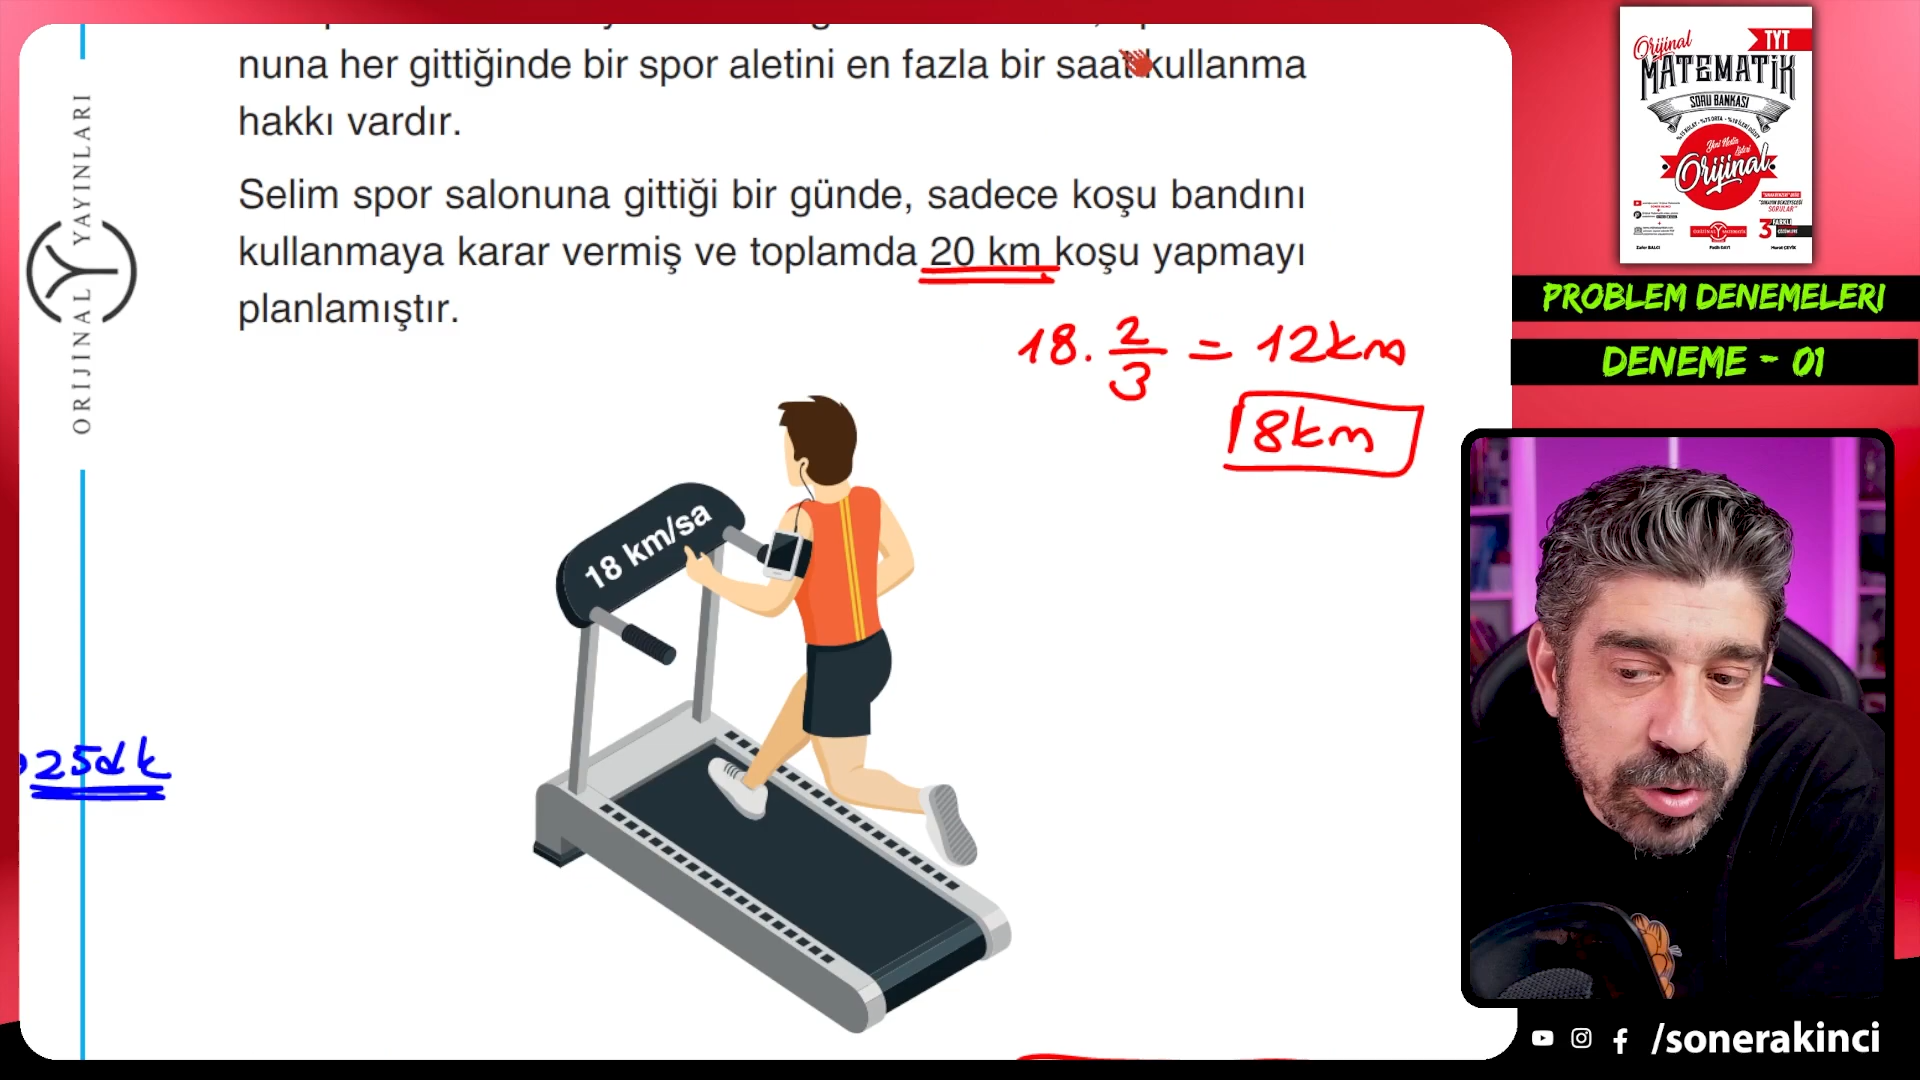 nuna her gittiğinde bir spor aletini en fazla bir saat kullanma
hakkı vardır.
Selim spor salonuna gittiği bir günde, sadece koşu bandını
kullanmaya karar vermiş ve toplamda 20 km koşu yapmayı
planlamıştır.
18. 2/3 = 12km
8km
18 km/sa
25dk
ORİJİNAL YAYINLARI
Orijinal
TYT
MATEMATİK
SORU BANKASI
Orijinal
PROBLEM DENEMELERİ
DENEME - 01
/sonerakinci